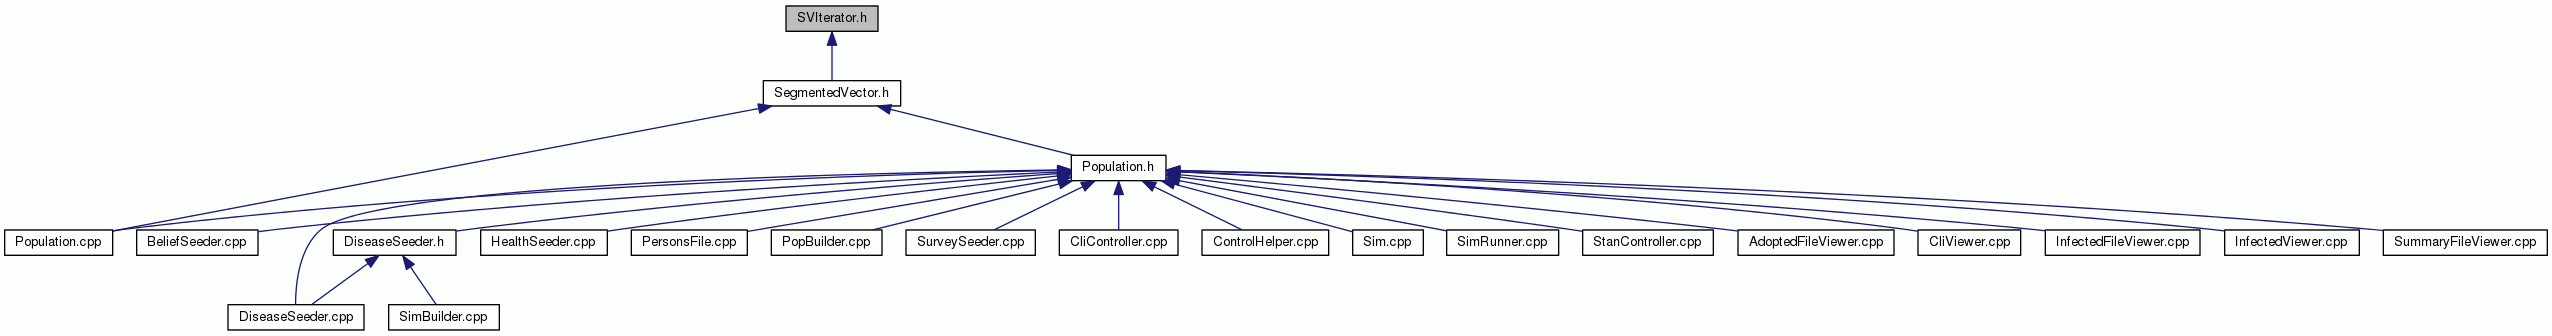 SVIterator.h
SegmentedVector.h
Population.h
Population.cpp
BeliefSeeder.cpp
DiseaseSeeder.h
HealthSeeder.cpp
PersonsFile.cpp
PopBuilder.cpp
SurveySeeder.cpp
CliController.cpp
ControlHelper.cpp
Sim.cpp
SimRunner.cpp
StanController.cpp
AdoptedFileViewer.cpp
CliViewer.cpp
InfectedFileViewer.cpp
InfectedViewer.cpp
SummaryFileViewer.cpp
DiseaseSeeder.cpp
SimBuilder.cpp